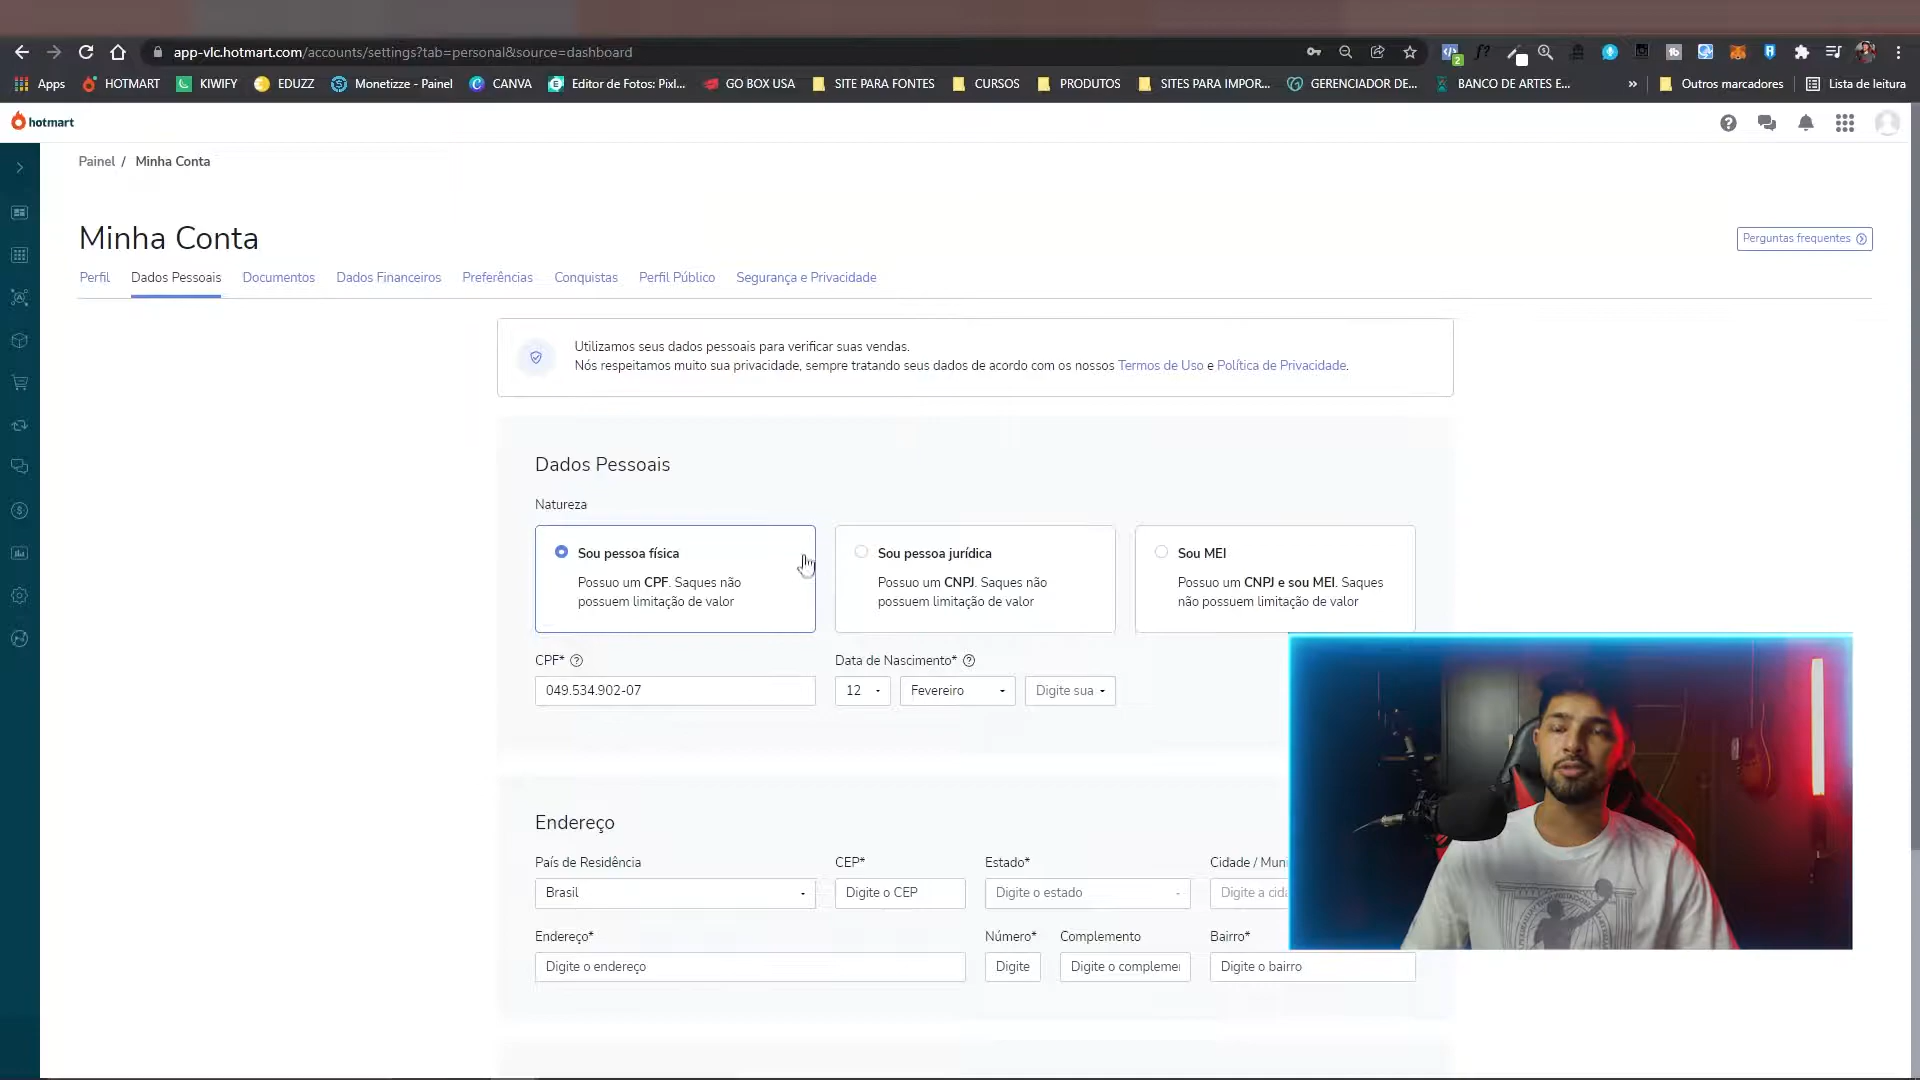 app-vlc.hotmart.com/accounts/settings?tab=personal&source=dashboard
Apps
HOTMART
KIWIFY
EDUZZ
Monetizze - Painel
CANVA
Editor de Fotos: Pixl...
GO BOX USA
SITE PARA FONTES
CURSOS
PRODUTOS
SITES PARA IMPOR...
GERENCIADOR DE...
BANCO DE ARTES E...
»
Outros marcadores
Lista de leitura
hotmart
Painel / Minha Conta
Minha Conta
Perguntas frequentes
Perfil
Dados Pessoais
Documentos
Dados Financeiros
Preferências
Conquistas
Perfil Público
Segurança e Privacidade
Utilizamos seus dados pessoais para verificar suas vendas.
Nós respeitamos muito sua privacidade, sempre tratando seus dados de acordo com os nossos Termos de Uso e Política de Privacidade.
Dados Pessoais
Natureza
Sou pessoa física
Possuo um CPF. Saques não
possuem limitação de valor
Sou pessoa jurídica
Possuo um CNPJ. Saques não
possuem limitação de valor
Sou MEI
Possuo um CNPJ e sou MEI. Saques
não possuem limitação de valor
CPF*
049.534.902-07
Data de Nascimento*
12
Fevereiro
Digite sua
Endereço
País de Residência
Brasil
CEP*
Digite o CEP
Estado*
Digite o estado
Cidade / Muni
Digite a cida
Endereço*
Digite o endereço
Número*
Digite
Complemento
Digite o compleme
Bairro*
Digite o bairro